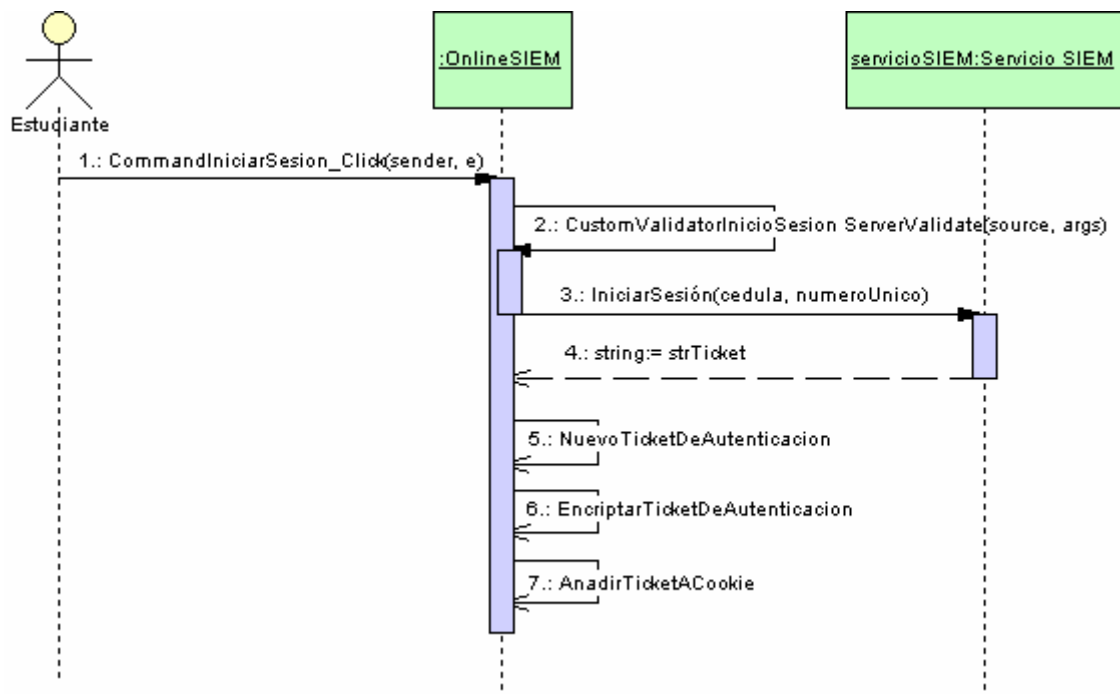 :OnlineSIEM
servicioSIEM:Servicio SIEM
Estudiante
1.: CommandIniciarSesion_Click(sender, e)
2.: CustomValidatorInicioSesion ServerValidate(source, args)
3.: IniciarSesión(cedula, numeroUnico)
4.: string:= strTicket
5.: NuevoTicketDeAutenticacion
6.: EncriptarTicketDeAutenticacion
7.: AnadirTicketACookie